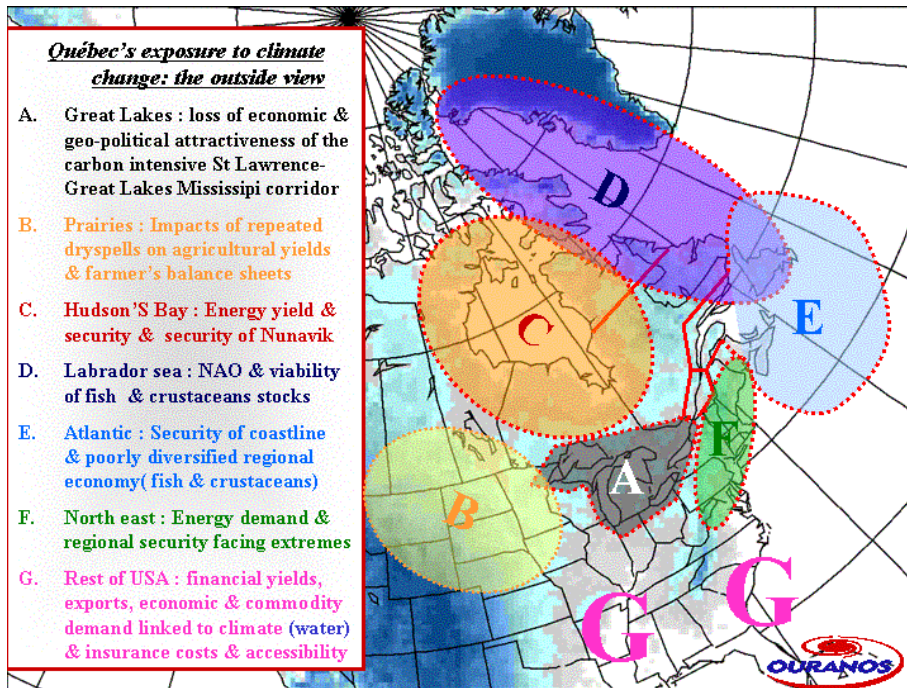 Québec's exposure to climate
change: the outside view
A. Great Lakes : loss of economic &
geo-political attractiveness of the
carbon intensive St Lawrence-
Great Lakes Mississipi corridor
B. Prairies : Impacts of repeated
dryspells on agricultural yields
& farmer's balance sheets
C. Hudson'S Bay : Energy yield &
security & security of Nunavik
D. Labrador sea : NAO & viability
of fish & crustaceans stocks
E. Atlantic : Security of coastline
& poorly diversified regional
economy( fish & crustaceans)
F. North east : Energy demand &
regional security facing extremes
G. Rest of USA : financial yields,
exports, economic & commodity
demand linked to climate (water)
& insurance costs & accessibility
D
E
C
F
A
B
G
G
OURANOS